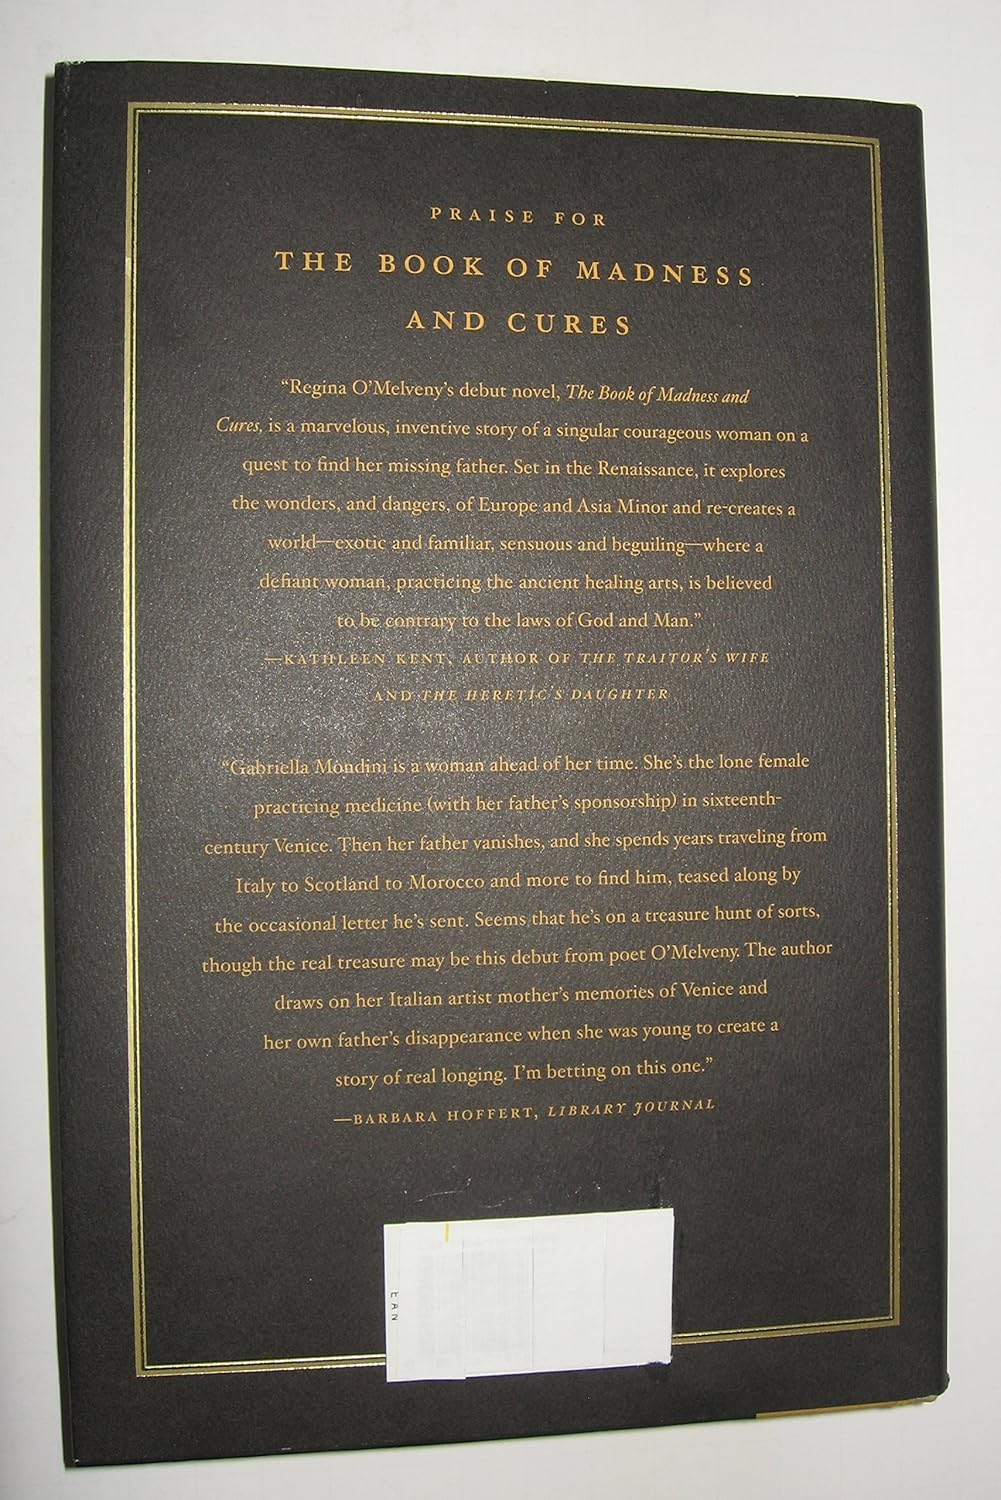 PRAISE FOR
THE BOOK OF MADNESS
AND CURES
“Regina O’Melveny’s debut novel, The Book of Madness and
Cures, is a marvelous, inventive story of a singular courageous woman on a
quest to find her missing father. Set in the Renaissance, it explores
the wonders, and dangers, of Europe and Asia Minor and re-creates a
world—exotic and familiar, sensuous and beguiling—where a
defiant woman, practicing the ancient healing arts, is believed
to be contrary to the laws of God and Man.”
—KATHLEEN KENT, AUTHOR OF THE TRAITOR’S WIFE
AND THE HERETIC’S DAUGHTER
“Gabriella Mondini is a woman ahead of her time. She’s the lone female
practicing medicine (with her father’s sponsorship) in sixteenth-
century Venice. Then her father vanishes, and she spends years traveling from
Italy to Scotland to Morocco and more to find him, teased along by
the occasional letter he’s sent. Seems that he’s on a treasure hunt of sorts,
though the real treasure may be this debut from poet O’Melveny. The author
draws on her Italian artist mother’s memories of Venice and
her own father’s disappearance when she was young to create a
story of real longing. I’m betting on this one.”
—BARBARA HOFFERT, LIBRARY JOURNAL
EAN